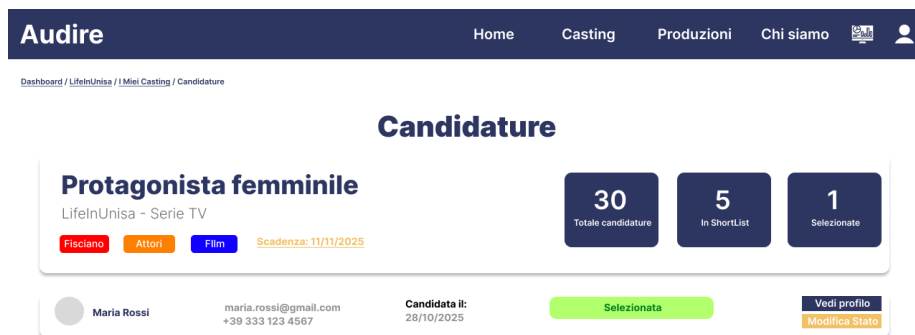 Audire
Home Casting Produzioni Chi siamo
Dashboard / LifeInUnisa / I Miei Casting / Candidature
Candidature
Protagonista femminile
LifeInUnisa - Serie TV
Fisciano Attori FIlm Scadenza: 11/11/2025
30
Totale candidature
5
In ShortList
1
Selezionate
Maria Rossi
maria.rossi@gmail.com
+39 333 123 4567
Candidata il:
28/10/2025
Selezionata
Vedi profilo
Modifica Stato